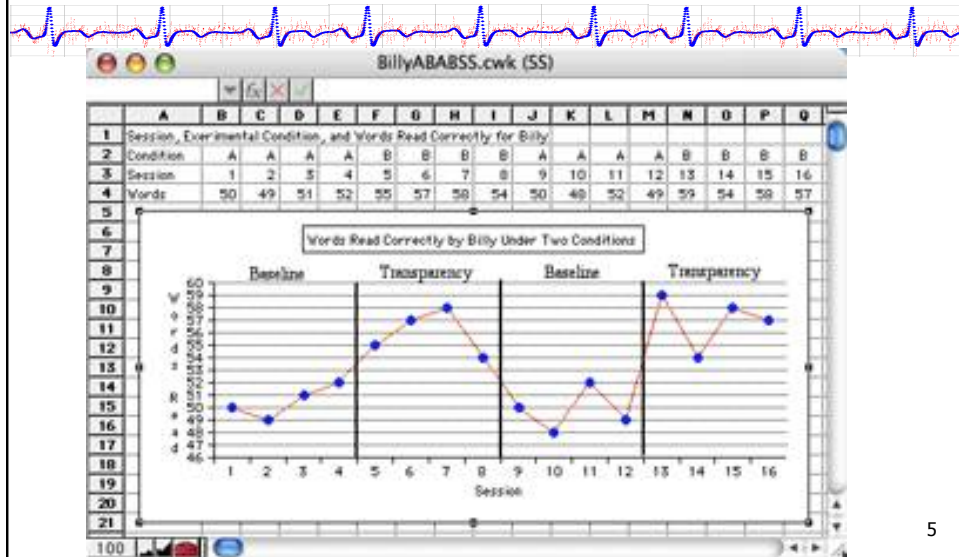 BillyABABSS.cwk (SS)
fx
A B C D E F G H I J K L M N O P Q
1 Session, Exerimental Condition, and Words Read Correctly for Billy
2 Condition A A A A B B B B A A A A B B B B
3 Session 1 2 3 4 5 6 7 8 9 10 11 12 13 14 15 16
4 Words 50 49 51 52 55 57 58 54 50 48 52 49 59 54 58 57
5
6
7
8
9
10
11
12
13
14
15
16
17
18
19
20
21
Words Read Correctly by Billy Under Two Conditions
Baseline Transparency Baseline Transparency
Words Read
60
59
58
57
56
55
54
53
52
51
50
49
48
47
46
1 2 3 4 5 6 7 8 9 10 11 12 13 14 15 16
Session
100
5